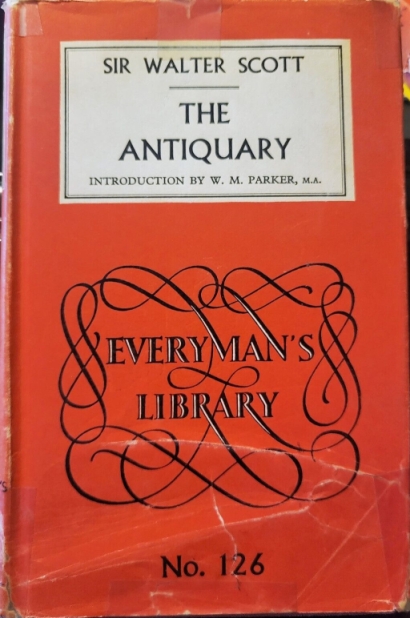 SIR WALTER SCOTT
THE
ANTIQUARY
INTRODUCTION BY W. M. PARKER, M.A.
EVERYMAN'S
LIBRARY
No. 126